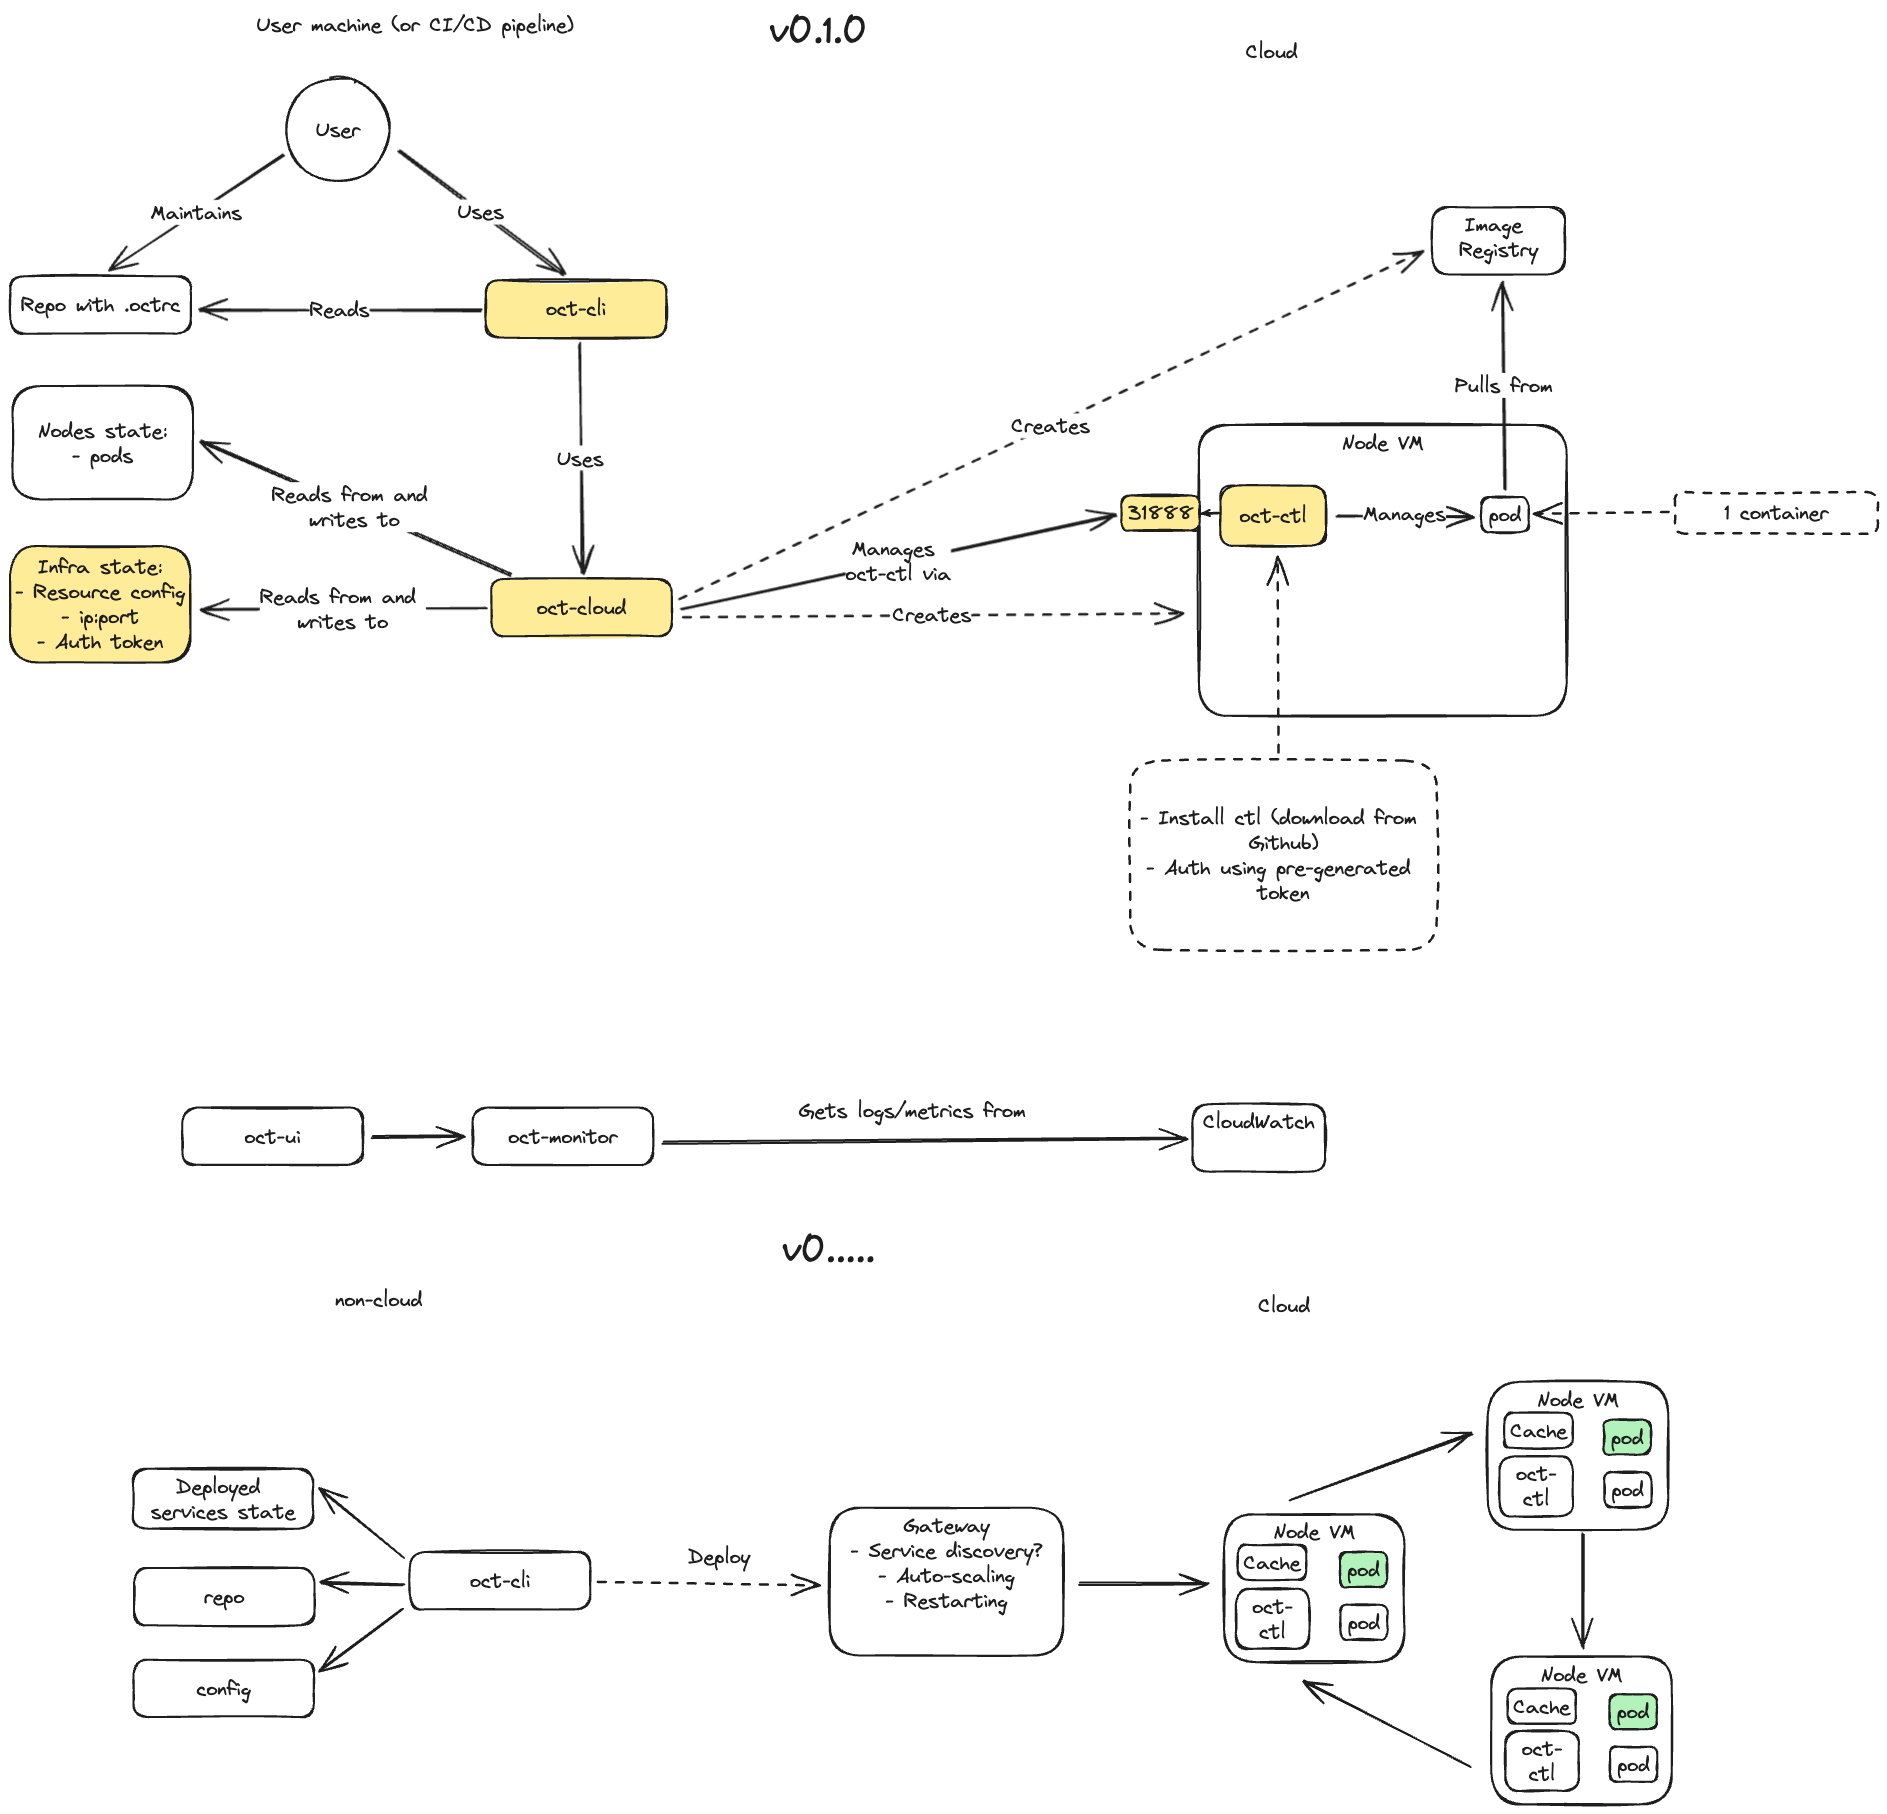 User machine (or CI/CD pipeline)
v0.1.0
Cloud
User
Maintains
Uses
Image
Registry
Repo with .octrc
Reads
oct-cli
Pulls from
Creates
Nodes state:
- pods
Uses
Node VM
Reads from and
writes to
31888
oct-ctl
Manages
pod
1 container
Manages
oct-ctl via
Infra state:
- Resource config
- ip:port
- Auth token
Reads from and
writes to
oct-cloud
Creates
- Install ctl (download from
Github)
- Auth using pre-generated
token
oct-ui
oct-monitor
Gets logs/metrics from
CloudWatch
v0.....
non-cloud
Cloud
Node VM
Cache
pod
oct-
ctl
pod
Deployed
services state
repo
config
oct-cli
Deploy
Gateway
- Service discovery?
- Auto-scaling
- Restarting
Node VM
Cache
pod
oct-
ctl
pod
Node VM
Cache
pod
oct-
ctl
pod